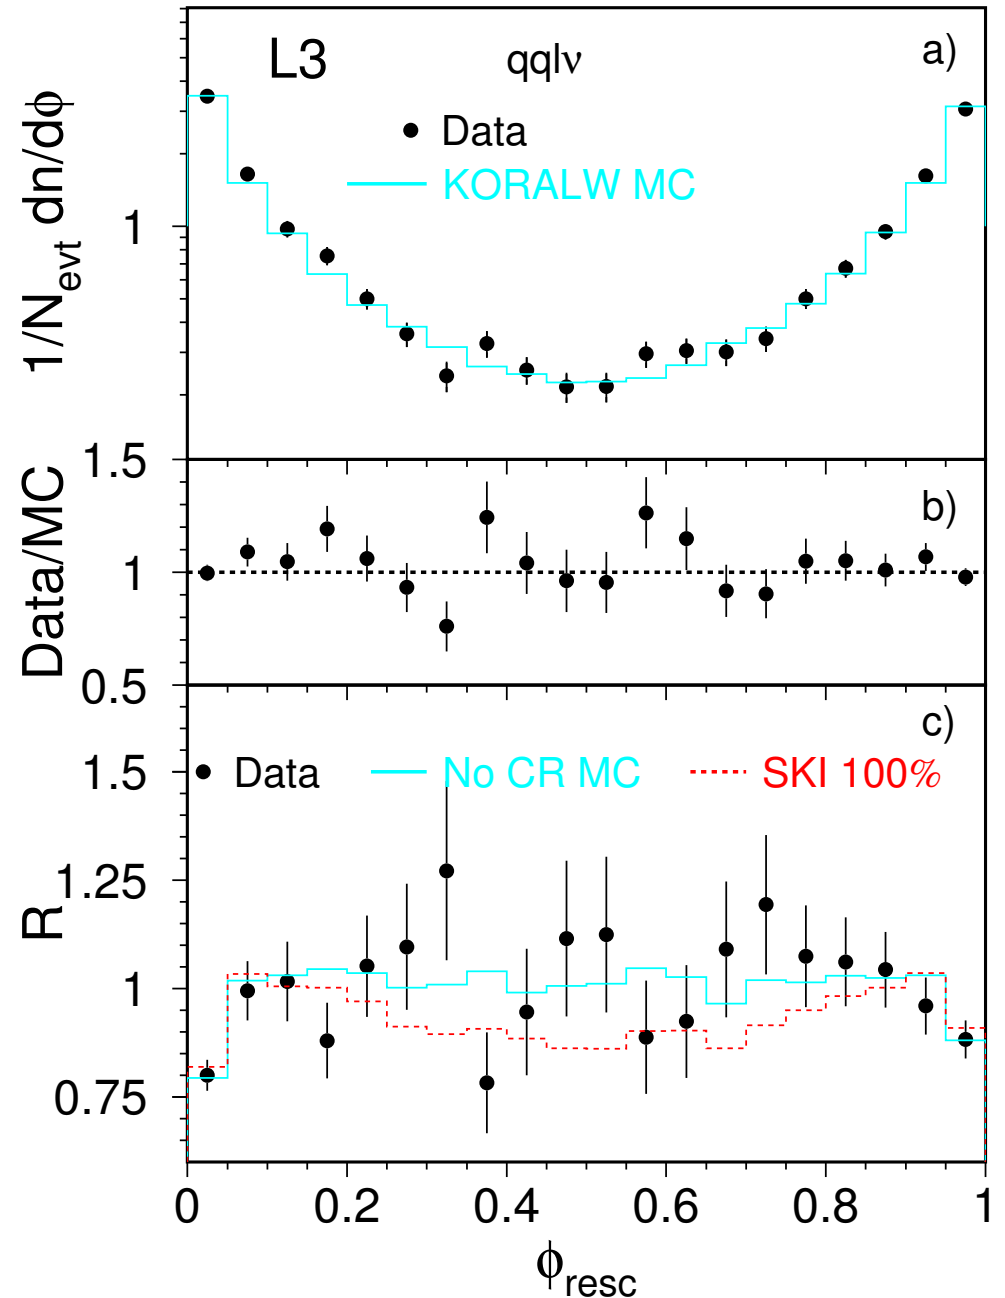 L3 qqlν a)
Data
KORALW MC
1
1/N_evt dn/dϕ
1.5
b)
1
0.5
Data/MC
c)
Data No CR MC SKI 100%
1.5
1.25
1
0.75
R
0 0.2 0.4 0.6 0.8 1
ϕ_resc